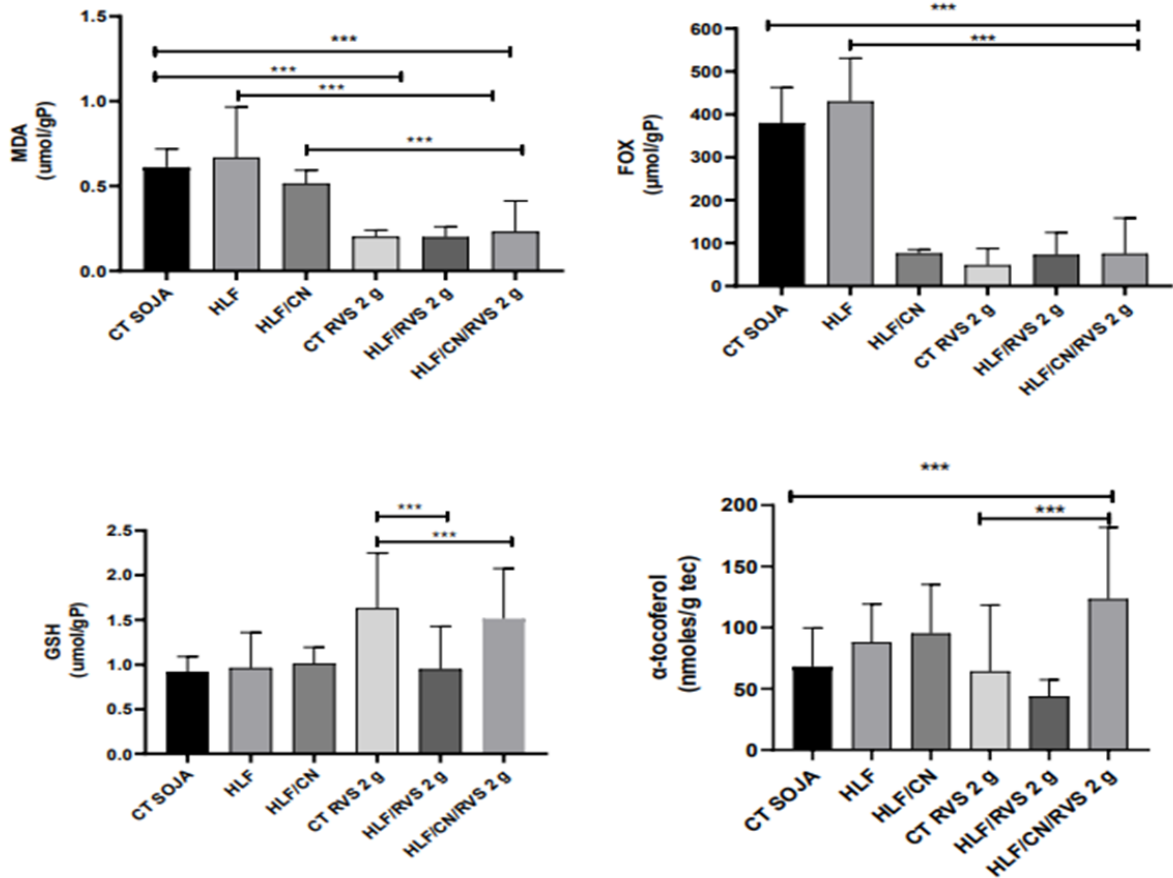 MDA
(umol/gP)
1.5
1.0
0.5
0.0
***
***
***
***
CT SOJA
HLF
HLF/CN
CT RVS 2 g
HLF/RVS 2 g
HLF/CN/RVS 2 g
FOX
(µmol/gP)
600
500
400
300
200
100
0
***
***
CT SOJA
HLF
HLF/CN
CT RVS 2 g
HLF/RVS 2 g
HLF/CN/RVS 2 g
GSH
(umol/gP)
2.5
2.0
1.5
1.0
0.5
0.0
***
***
CT SOJA
HLF
HLF/CN
CT RVS 2 g
HLF/RVS 2 g
HLF/CN/RVS 2 g
α-tocoferol
(nmoles/g tec)
200
150
100
50
0
***
***
CT SOJA
HLF
HLF/CN
CT RVS 2 g
HLF/RVS 2 g
HLF/CN/RVS 2 g